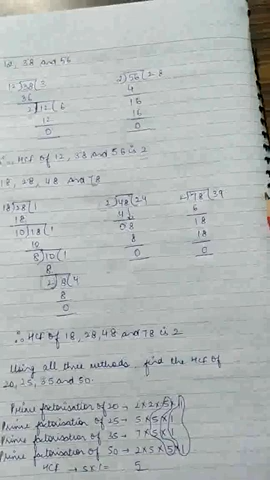 12, 38 and 56
12)38(3
36
2)12(6
12
0
2)56(28
4
16
16
0
∴ HCF of 12, 38 and 56 is 2
18, 28, 48 and 78
18)28(1
18
10)18(1
10
8)10(1
8
2)8(4
8
0
2)48(24
4
08
8
0
2)78(39
6
18
18
0
∴ HCF of 18, 28, 48 and 78 is 2
Using all three methods find the HCF of
20, 25, 35 and 50.
Prime factorisation of 20 → 2×2×5×1
Prime factorisation of 25 → 5×5×1
Prime factorisation of 35 → 7×5×1
Prime factorisation of 50 → 2×5×5×1
HCF → 5×1 = 5